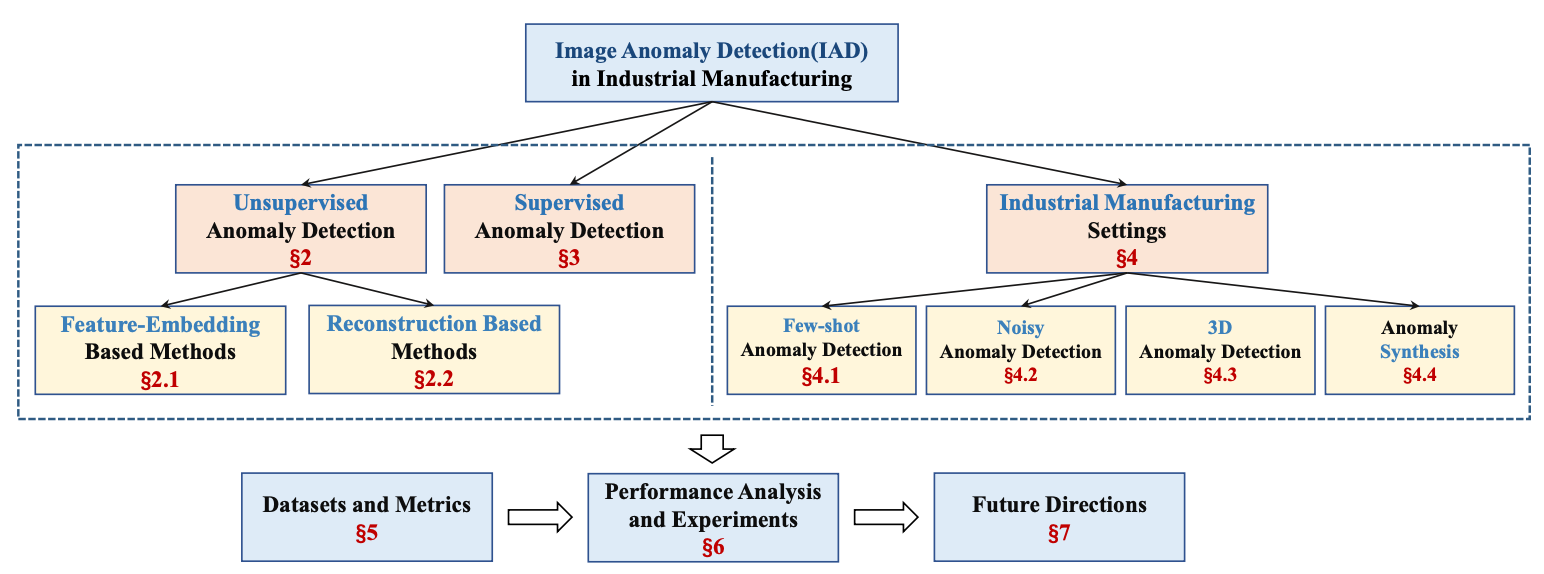 Image Anomaly Detection(IAD)
in Industrial Manufacturing
Unsupervised
Anomaly Detection
§2
Supervised
Anomaly Detection
§3
Industrial Manufacturing
Settings
§4
Feature-Embedding
Based Methods
§2.1
Reconstruction Based
Methods
§2.2
Few-shot
Anomaly Detection
§4.1
Noisy
Anomaly Detection
§4.2
3D
Anomaly Detection
§4.3
Anomaly
Synthesis
§4.4
Datasets and Metrics
§5
Performance Analysis
and Experiments
§6
Future Directions
§7